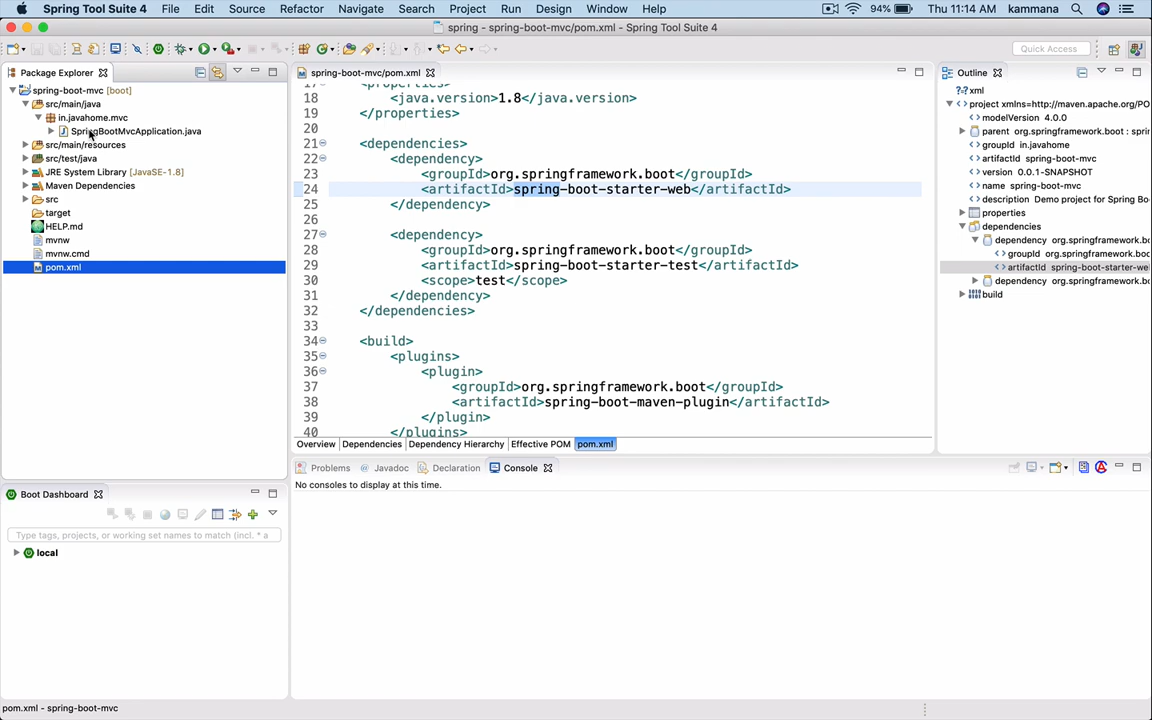 Spring Tool Suite 4 File Edit Source Refactor Navigate Search Project Run Design Window Help 94% Thu 11:14 AM kammana
spring - spring-boot-mvc/pom.xml - Spring Tool Suite 4
Quick Access
Package Explorer
spring-boot-mvc [boot]
src/main/java
in.javahome.mvc
SpringBootMvcApplication.java
src/main/resources
src/test/java
JRE System Library [JavaSE-1.8]
Maven Dependencies
src
target
HELP.md
mvnw
mvnw.cmd
pom.xml
spring-boot-mvc/pom.xml
18 <java.version>1.8</java.version>
19 </properties>
20
21 <dependencies>
22 <dependency>
23 <groupId>org.springframework.boot</groupId>
24 <artifactId>spring-boot-starter-web</artifactId>
25 </dependency>
26
27 <dependency>
28 <groupId>org.springframework.boot</groupId>
29 <artifactId>spring-boot-starter-test</artifactId>
30 <scope>test</scope>
31 </dependency>
32 </dependencies>
33
34 <build>
35 <plugins>
36 <plugin>
37 <groupId>org.springframework.boot</groupId>
38 <artifactId>spring-boot-maven-plugin</artifactId>
39 </plugin>
40 </plugins>
Overview Dependencies Dependency Hierarchy Effective POM pom.xml
Outline
?xml
project xmlns=http://maven.apache.org/PO
modelVersion 4.0.0
parent org.springframework.boot : spring
groupId in.javahome
artifactId spring-boot-mvc
version 0.0.1-SNAPSHOT
name spring-boot-mvc
description Demo project for Spring Bo
properties
dependencies
dependency org.springframework.bo
groupId org.springframework.bo
artifactId spring-boot-starter-we
dependency org.springframework.bo
build
Problems Javadoc Declaration Console
No consoles to display at this time.
Boot Dashboard
Type tags, projects, or working set names to match (incl. * a
local
pom.xml - spring-boot-mvc